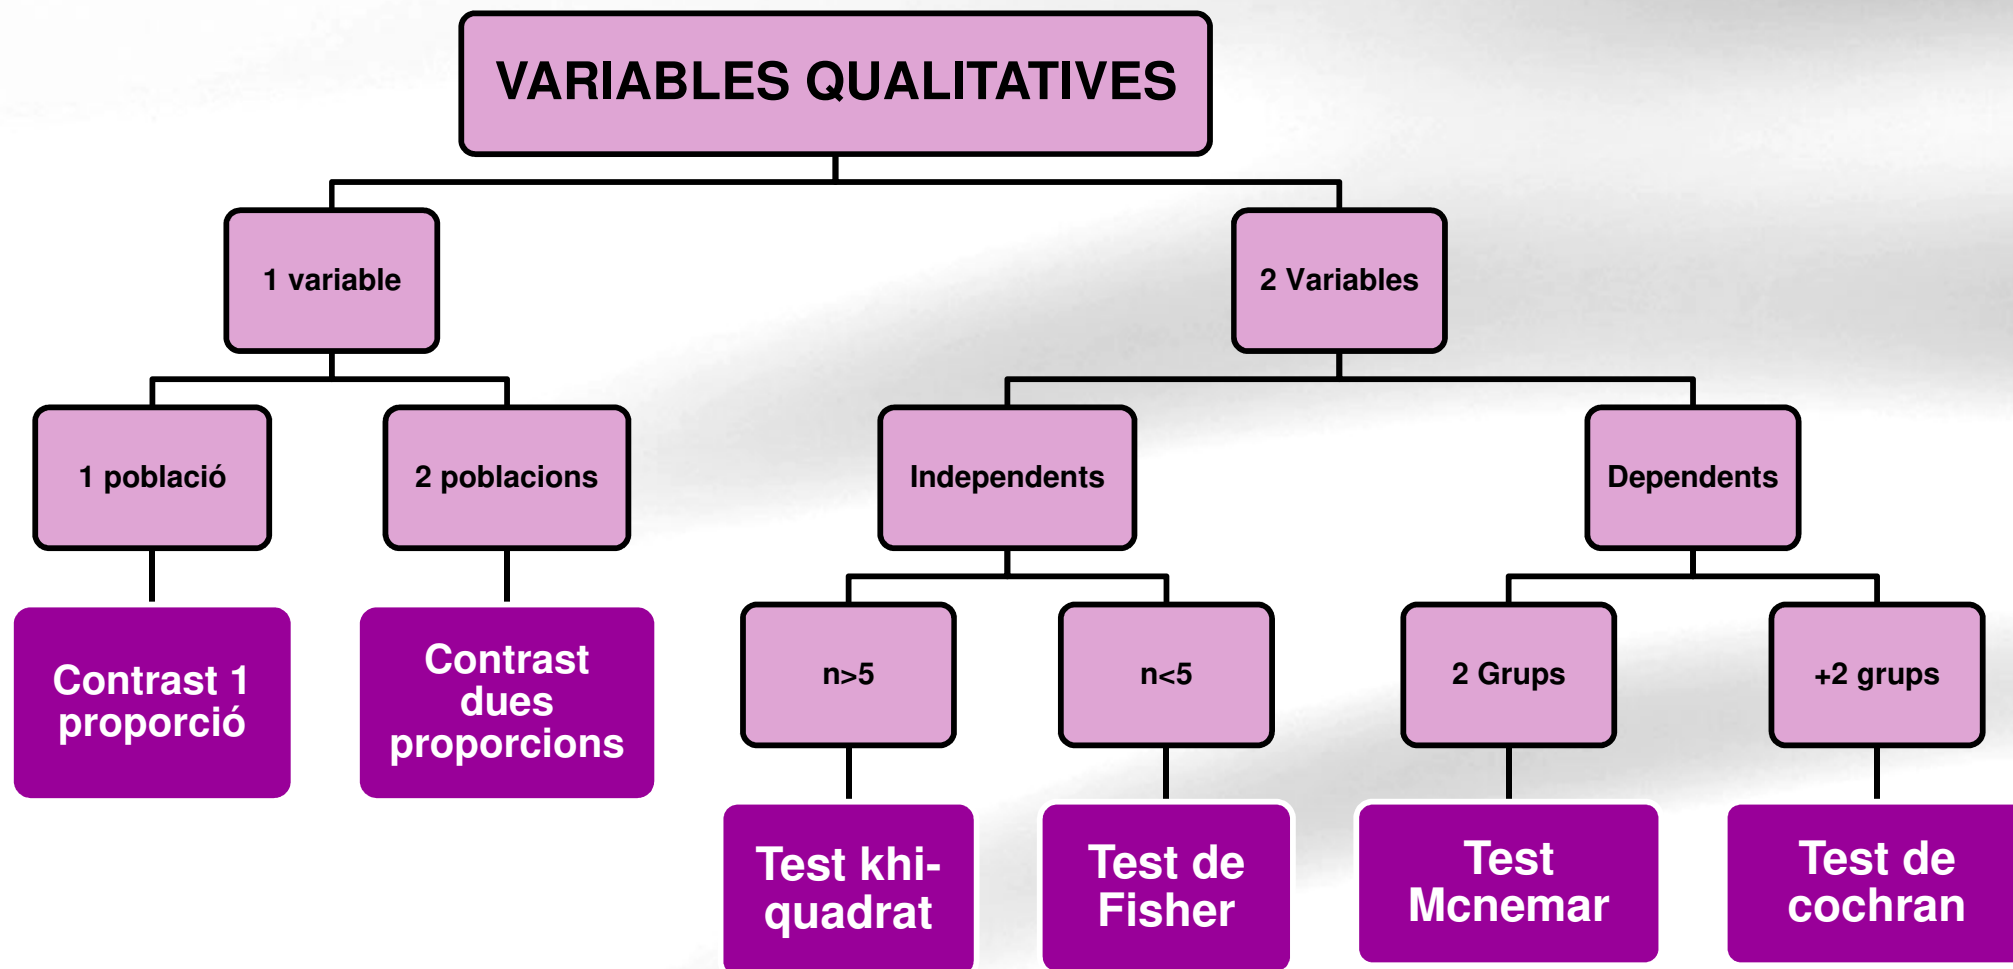 VARIABLES QUALITATIVES
1 variable
2 Variables
1 població
2 poblacions
Independents
Dependents
n>5
n<5
2 Grups
+2 grups
Contrast 1
proporció
Contrast
dues
proporcions
Test khi-
quadrat
Test de
Fisher
Test
Mcnemar
Test de
cochran